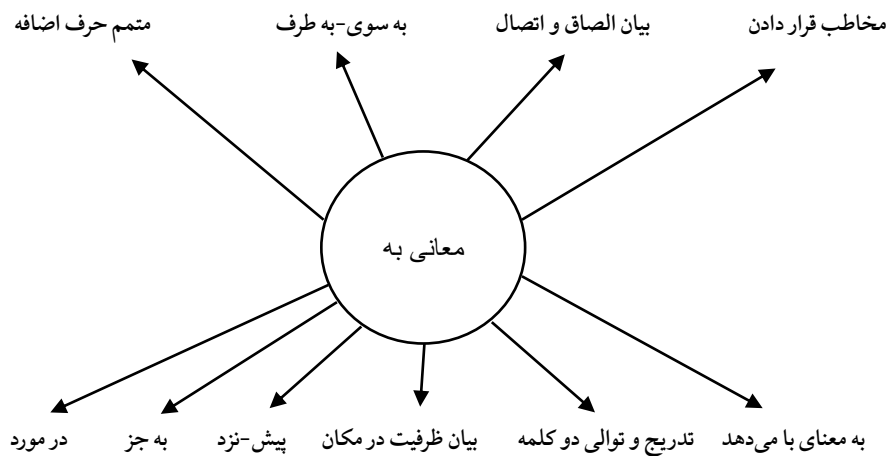 مخاطب قرار دادن
بیان الصاق و اتصال
به سوی-به طرف
متمم حرف اضافه
معانی به
به معنای با می‌دهد
تدریج و توالی دو کلمه
بیان ظرفیت در مکان
پیش-نزد
به جز
در مورد